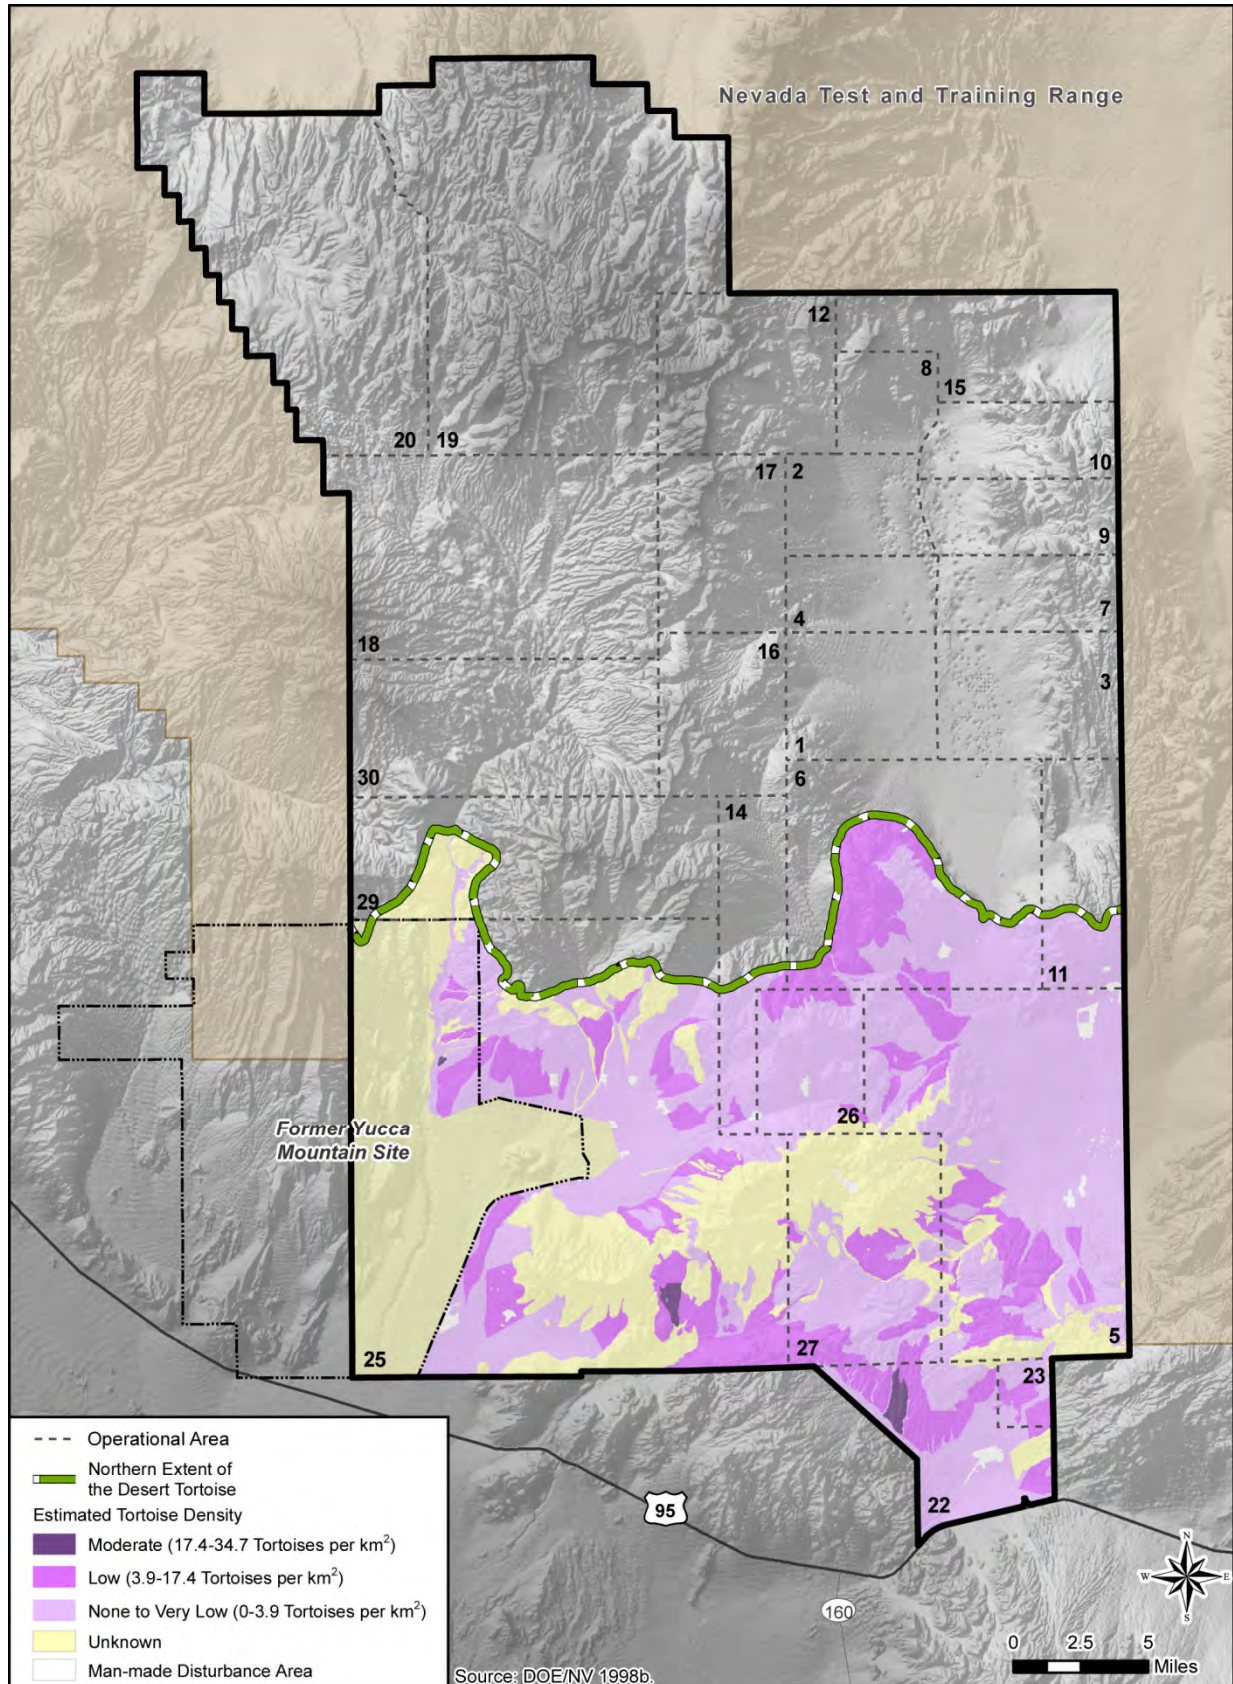 Nevada Test and Training Range
12
8
15
20
19
17
2
10
9
4
7
18
16
3
1
30
6
14
29
11
26
Former Yucca
Mountain Site
25
27
5
23
22
95
160
Operational Area
Northern Extent of
the Desert Tortoise
Estimated Tortoise Density
Moderate (17.4-34.7 Tortoises per km²)
Low (3.9-17.4 Tortoises per km²)
None to Very Low (0-3.9 Tortoises per km²)
Unknown
Man-made Disturbance Area
Source: DOE/NV 1998b.
N
W E
S
0 2.5 5
Miles